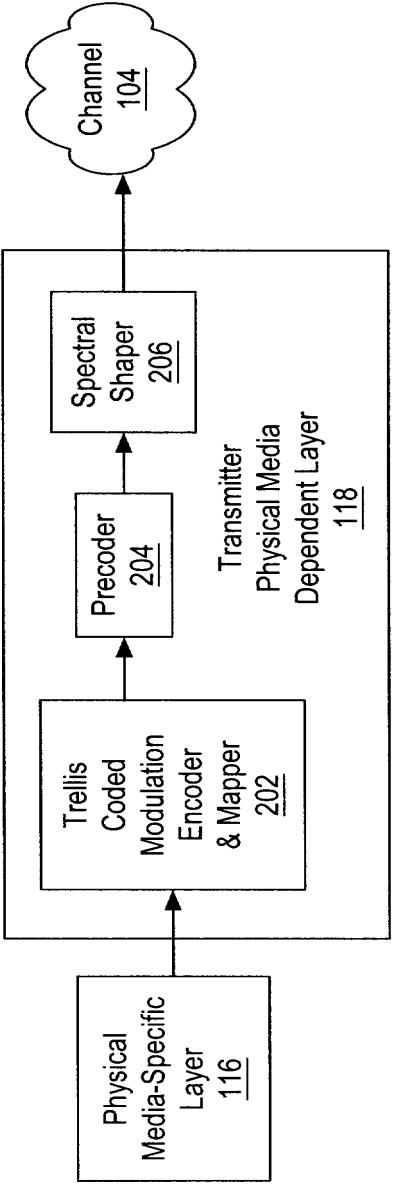 Physical
Media-Specific
Layer
116
Trellis
Coded
Modulation
Encoder
& Mapper
202
Precoder
204
Spectral
Shaper
206
Transmitter
Physical Media
Dependent Layer
118
Channel
104